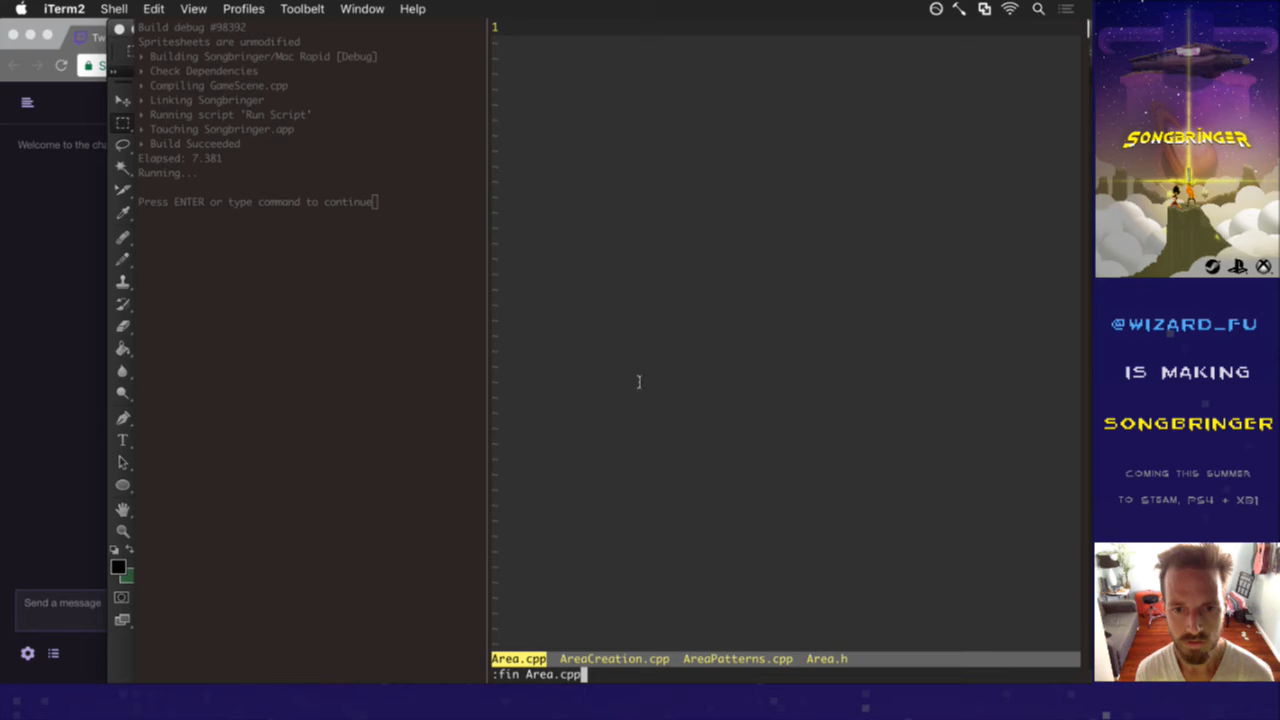 iTerm2 Shell Edit View Profiles Toolbelt Window Help
Tw
S
Welcome to the cha
Send a message
Build debug #98392
Spritesheets are unmodified
Building Songbringer/Mac Rapid [Debug]
Check Dependencies
Compiling GameScene.cpp
Linking Songbringer
Running script 'Run Script'
Touching Songbringer.app
Build Succeeded
Elapsed: 7.381
Running...
Press ENTER or type command to continue
1
Area.cpp AreaCreation.cpp AreaPatterns.cpp Area.h
:fin Area.cpp
SONGBRINGER
@WIZARD_FU
IS MAKING
SONGBRINGER
COMING THIS SUMMER
TO STEAM, PS4 + XB1